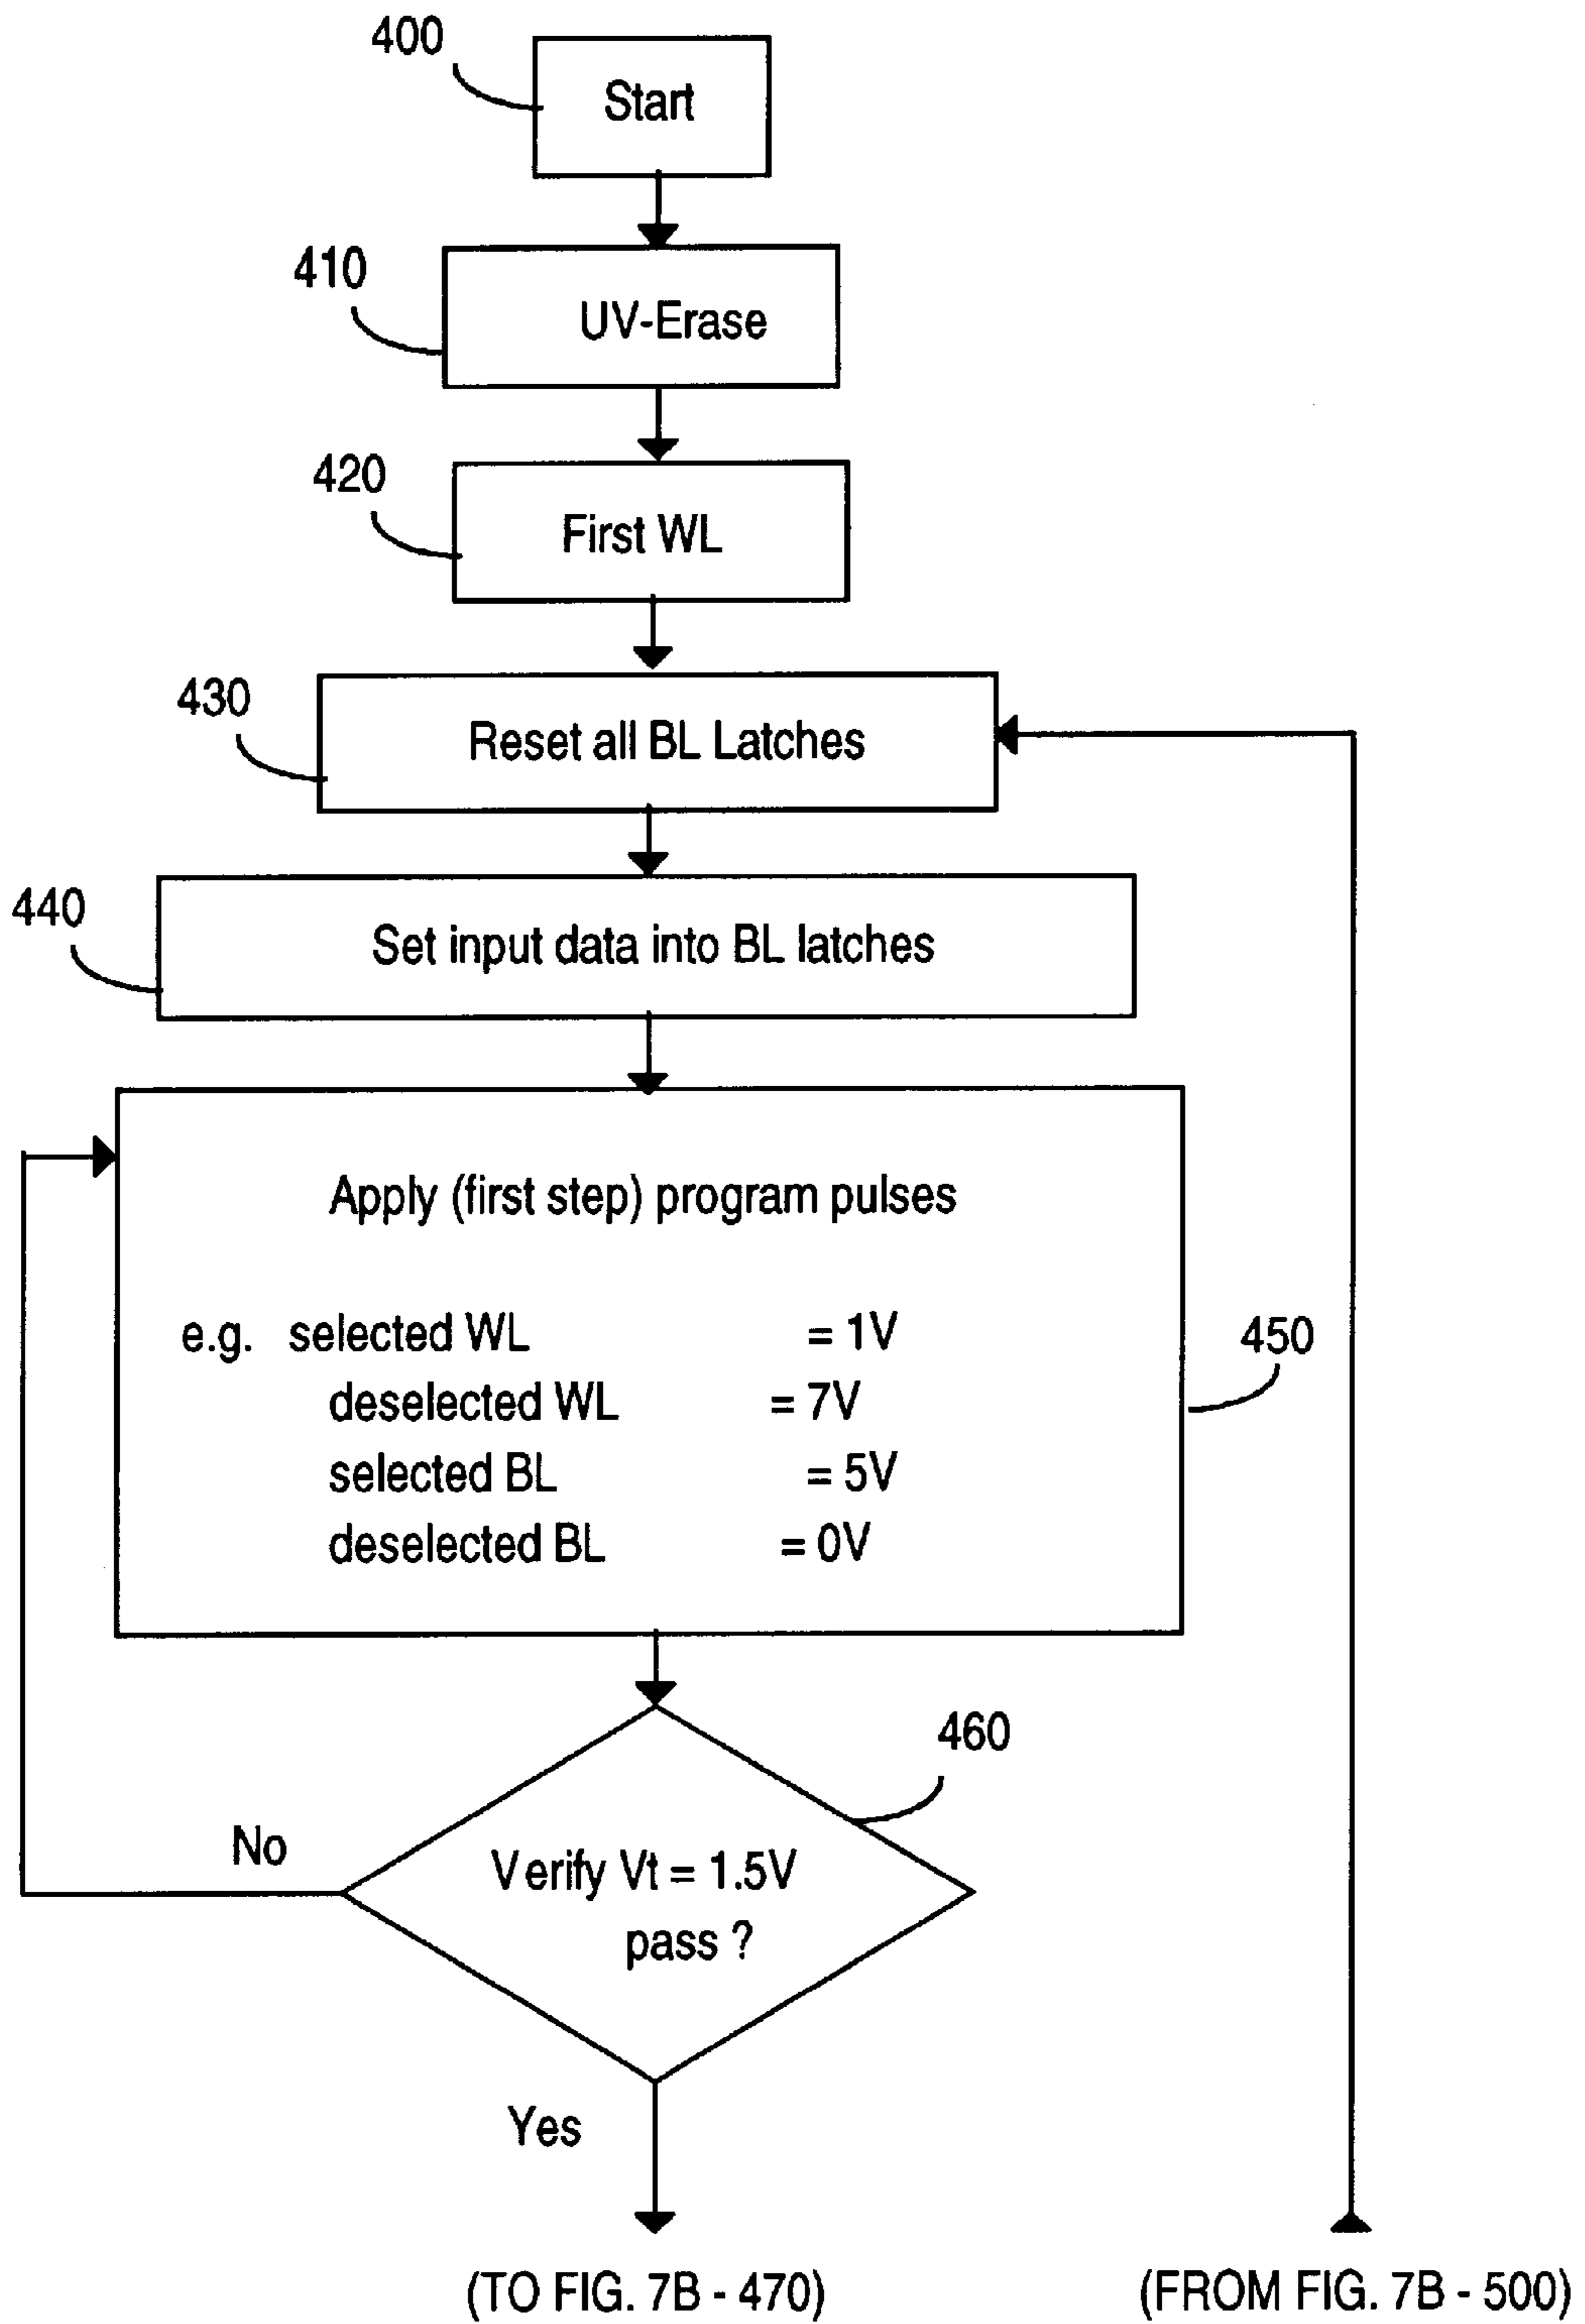 400
Start
410
UV-Erase
420
First WL
430
Reset all BL Latches
440
Set input data into BL latches
Apply (first step) program pulses
e.g. selected WL = 1V
deselected WL = 7V
selected BL = 5V
deselected BL = 0V
450
460
No
Verify Vt = 1.5V
pass ?
Yes
(TO FIG. 7B - 470)
(FROM FIG. 7B - 500)